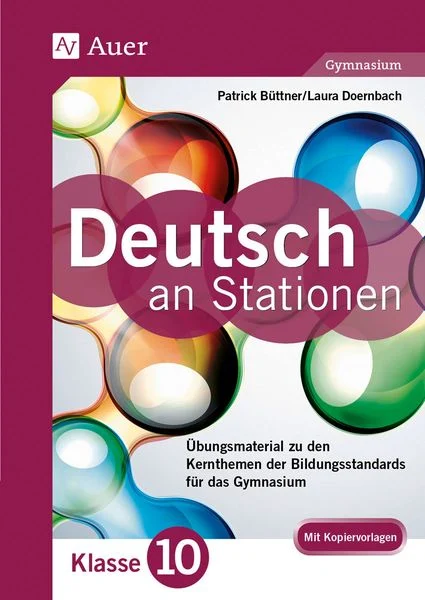 AV Auer
Gymnasium
Patrick Büttner/Laura Doernbach
Deutsch
an Stationen
Übungsmaterial zu den
Kernthemen der Bildungsstandards
für das Gymnasium
Mit Kopiervorlagen
Klasse 10